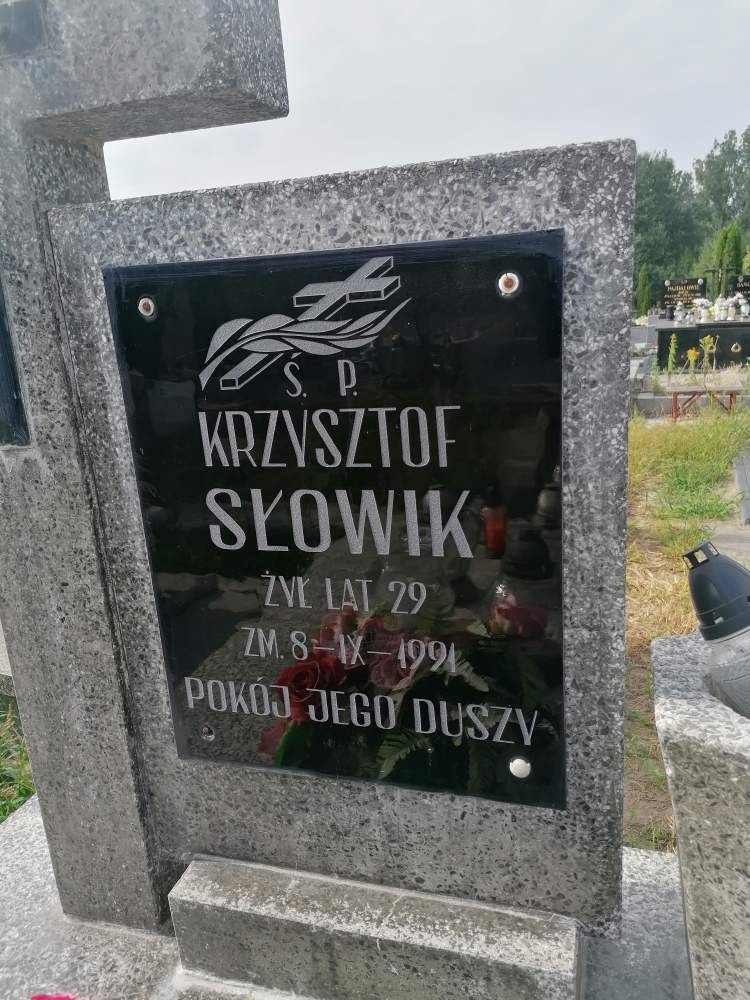 Ś. P.
KRZYSZTOF
SŁOWIK
ŻYŁ LAT 29
ZM. 8-IX-1991
POKÓJ JEGO DUSZY